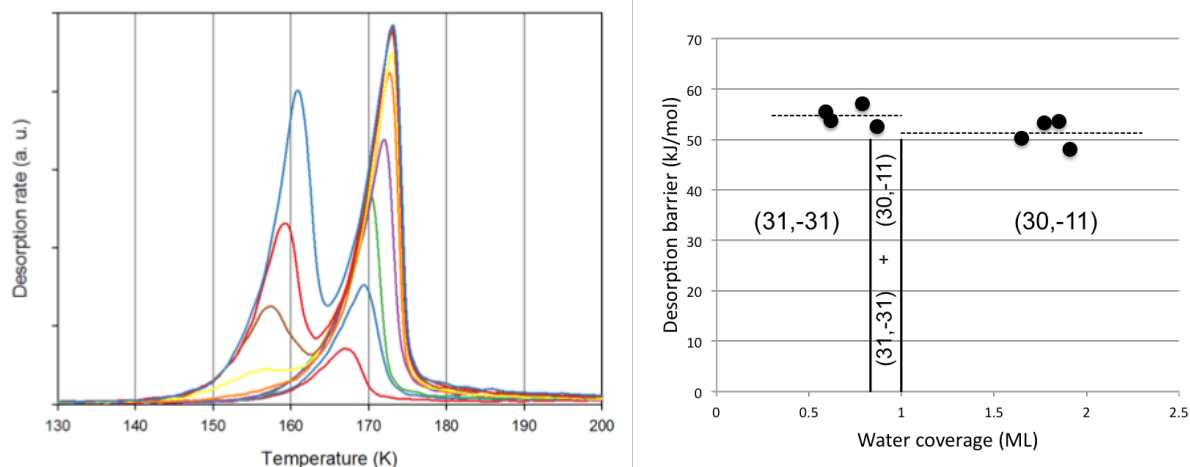 Desorption rate (a. u.)
130 140 150 160 170 180 190 200
Temperature (K)
70
60
50
40
30
20
10
0
Desorption barrier (kJ/mol)
(31,-31)
(31,-31) + (30,-11)
(30,-11)
0 0.5 1 1.5 2 2.5
Water coverage (ML)